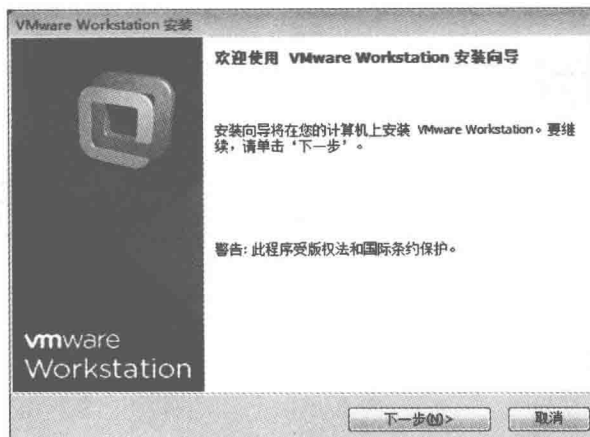 VMware Workstation 安装
欢迎使用 VMware Workstation 安装向导
安装向导将在您的计算机上安装 VMware Workstation。要继
续，请单击‘下一步’。
警告：此程序受版权法和国际条约保护。
vmware
Workstation
下一步(N)>
取消